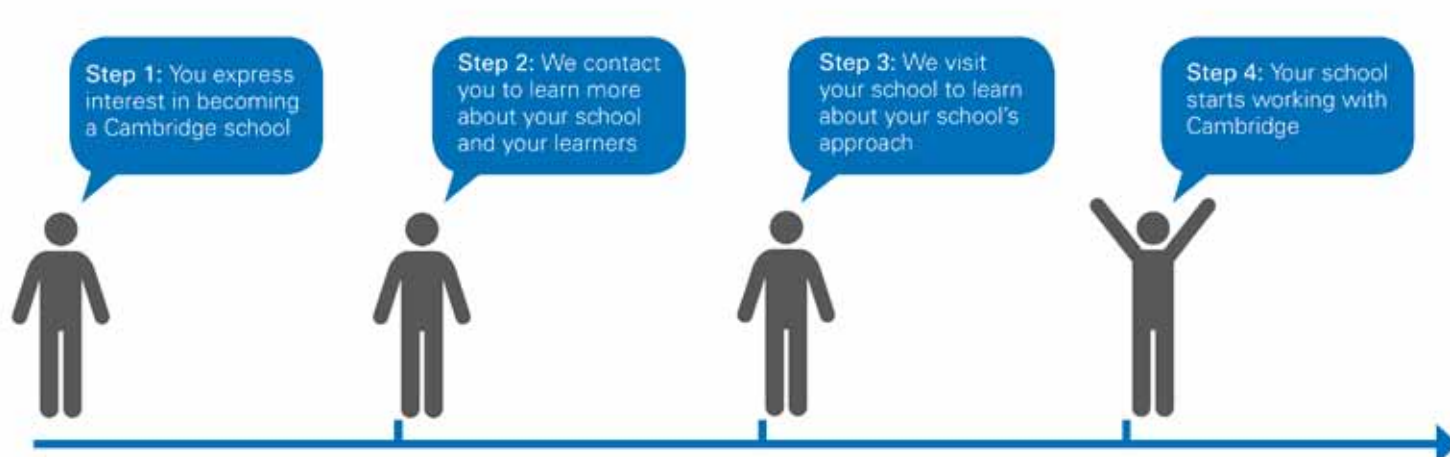 Step 1: You express
interest in becoming
a Cambridge school
Step 2: We contact
you to learn more
about your school
and your learners
Step 3: We visit
your school to learn
about your school's
approach
Step 4: Your school
starts working with
Cambridge